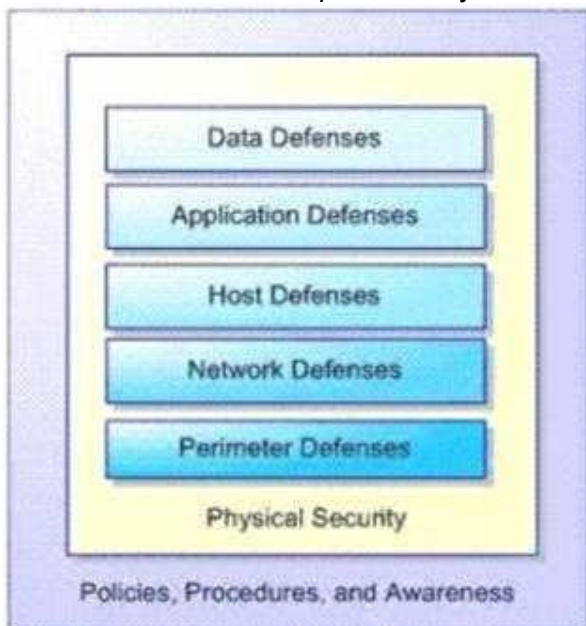 Data Defenses
Application Defenses
Host Defenses
Network Defenses
Perimeter Defenses
Physical Security
Policies, Procedures, and Awareness